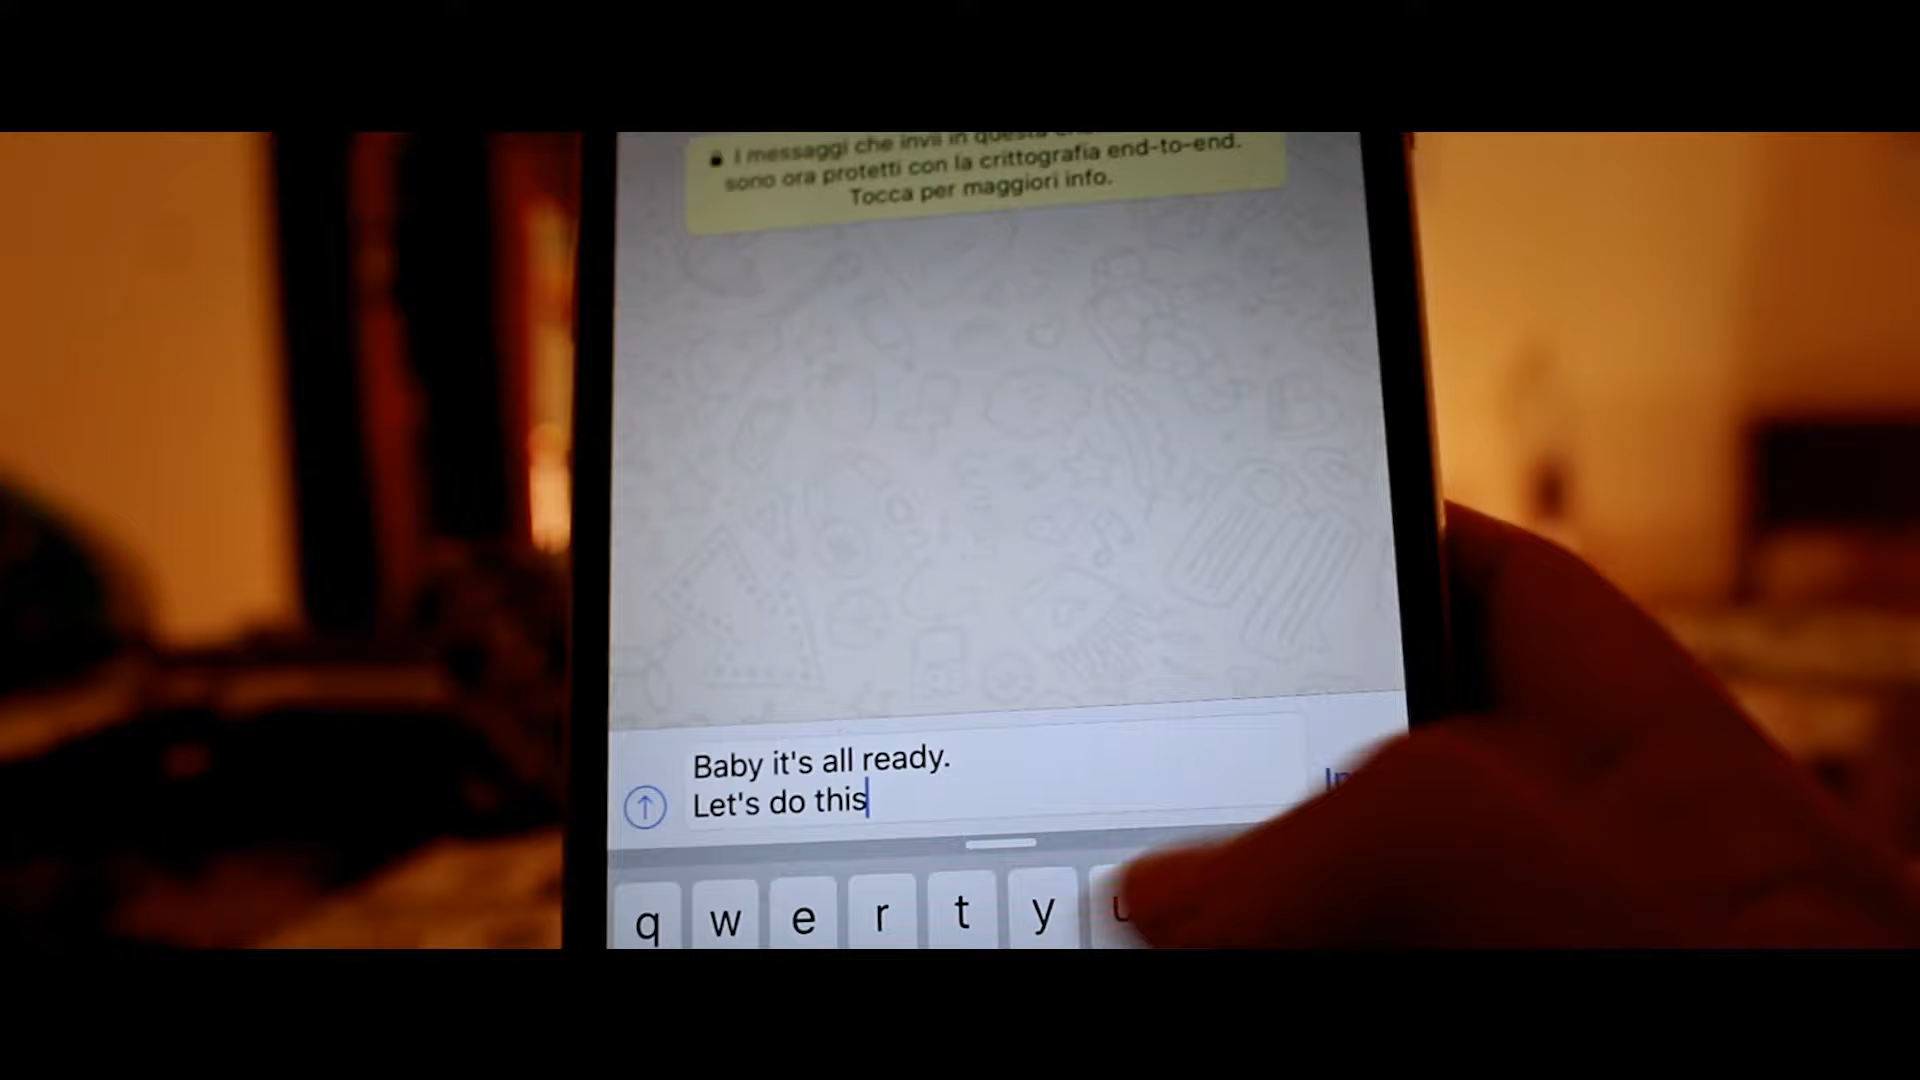 I messaggi che invii in questa
sono ora protetti con la crittografia end-to-end.
Tocca per maggiori info.
Baby it's all ready.
Let's do this
q w e r t y u